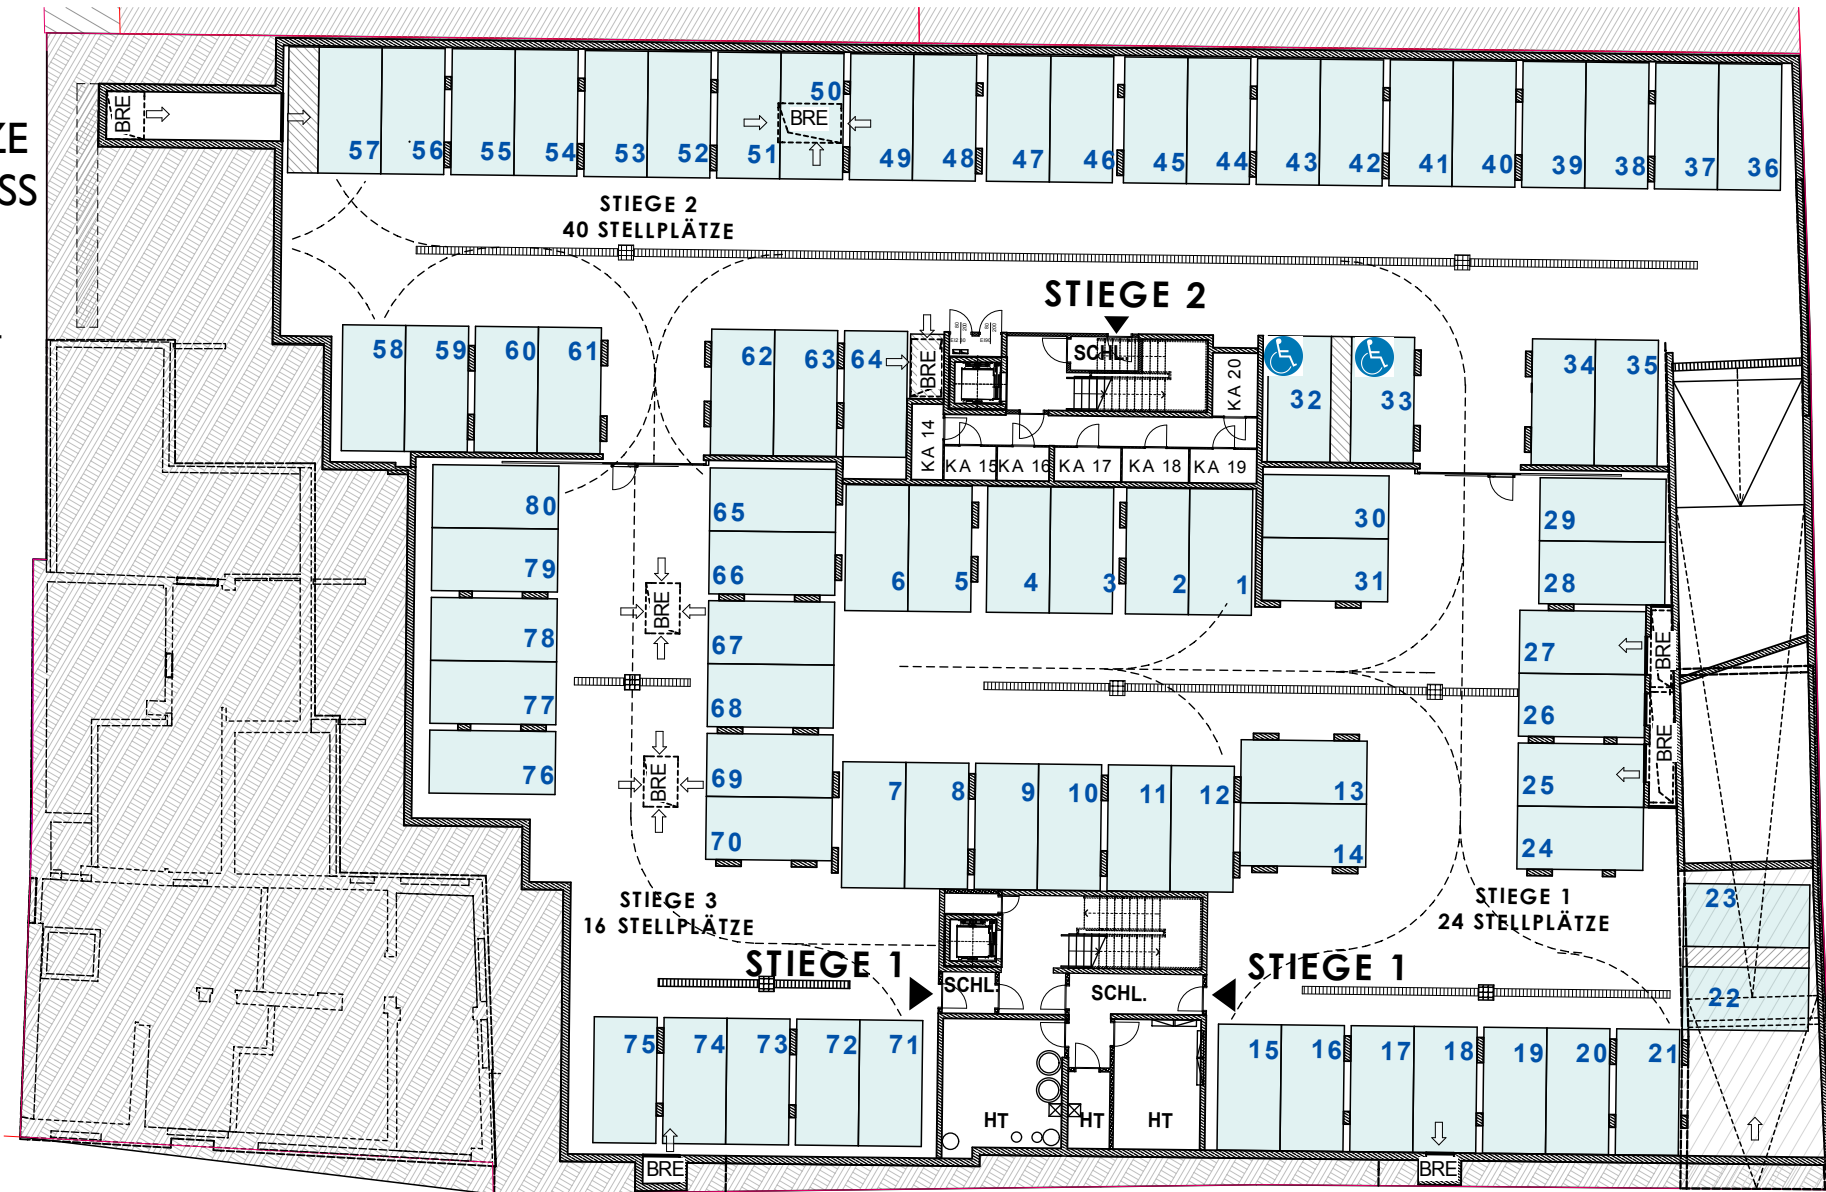 ZE
SS
BRE
57 56 55 54 53 52 51 50 49 48 47 46 45 44 43 42 41 40 39 38 37 36
BRE
STIEGE 2
40 STELLPLÄTZE
STIEGE 2
58 59 60 61 62 63 64
BRE
SCHL.
KA 20
32 33 34 35
KA 14
KA 15 KA 16 KA 17 KA 18 KA 19
80 65 30 29
79 66 6 5 4 3 2 1 31 28
BRE
78 67 27
BRE
77 68 26
BRE
76 69 7 8 9 10 11 12 13 25
BRE
70 14 24
STIEGE 3
16 STELLPLÄTZE
STIEGE 1
24 STELLPLÄTZE
23
STIEGE 1
STIEGE 1
SCHL.
SCHL.
22
75 74 73 72 71 15 16 17 18 19 20 21
HT HT HT
BRE BRE